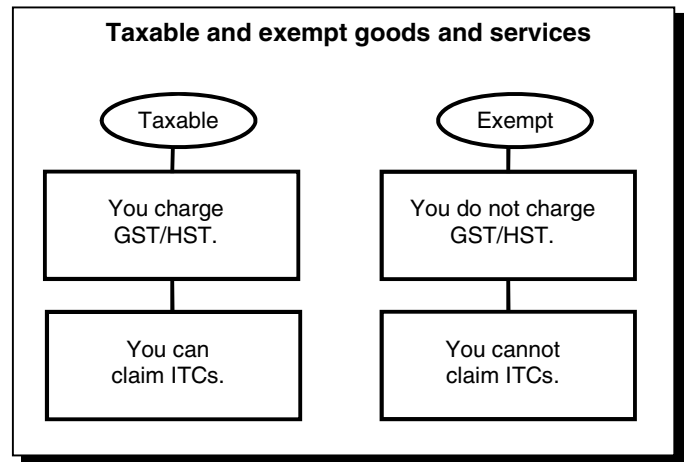 Taxable and exempt goods and services
Taxable
You charge
GST/HST.
You can
claim ITCs.
Exempt
You do not charge
GST/HST.
You cannot
claim ITCs.